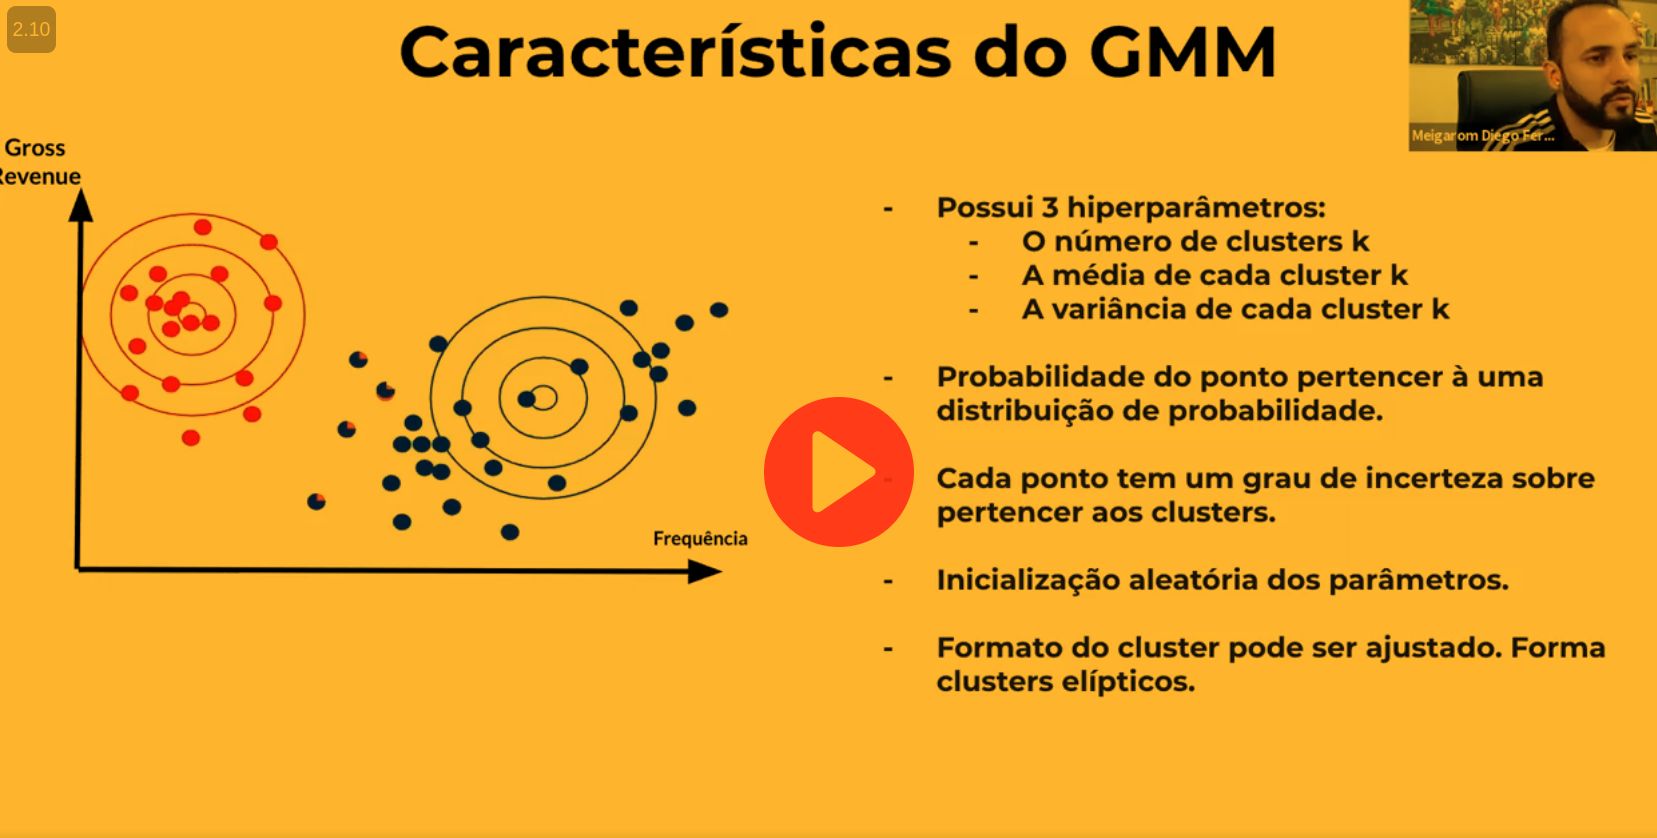 2.10
Características do GMM
Meigarom Diego Fer...
Gross
Revenue
- Possui 3 hiperparâmetros:
- O número de clusters k
- A média de cada cluster k
- A variância de cada cluster k
- Probabilidade do ponto pertencer à uma
distribuição de probabilidade.
- Cada ponto tem um grau de incerteza sobre
pertencer aos clusters.
- Inicialização aleatória dos parâmetros.
- Formato do cluster pode ser ajustado. Forma
clusters elípticos.
Frequência